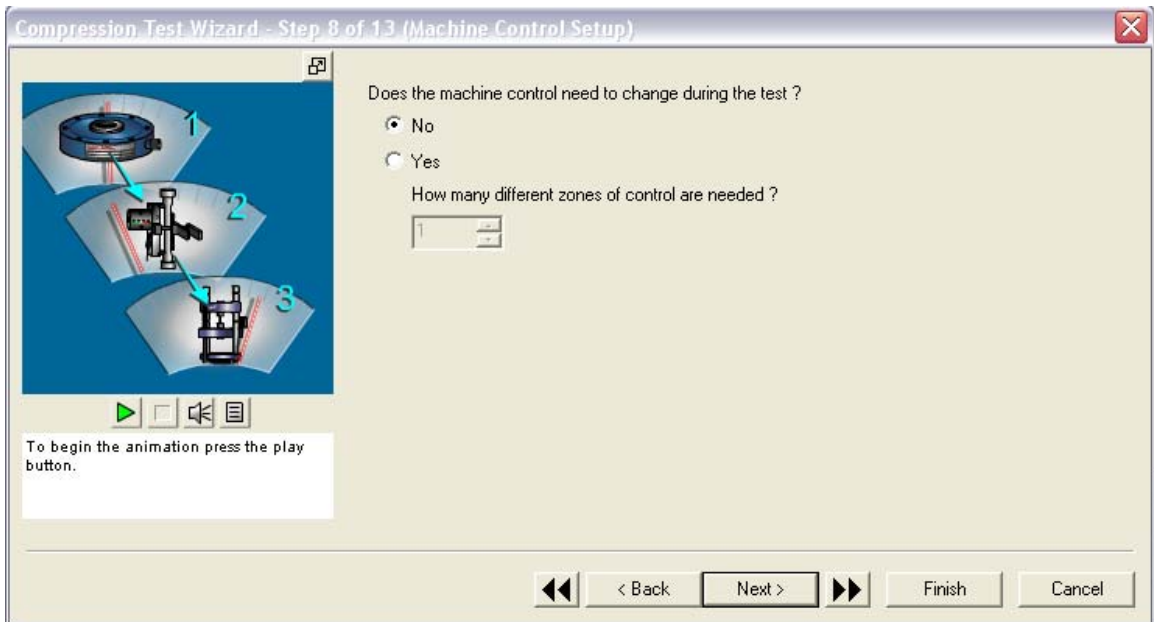 Compression Test Wizard - Step 8 of 13 (Machine Control Setup)
1
2
3
To begin the animation press the play
button.
Does the machine control need to change during the test ?
No
Yes
How many different zones of control are needed ?
1
< Back
Next >
Finish
Cancel